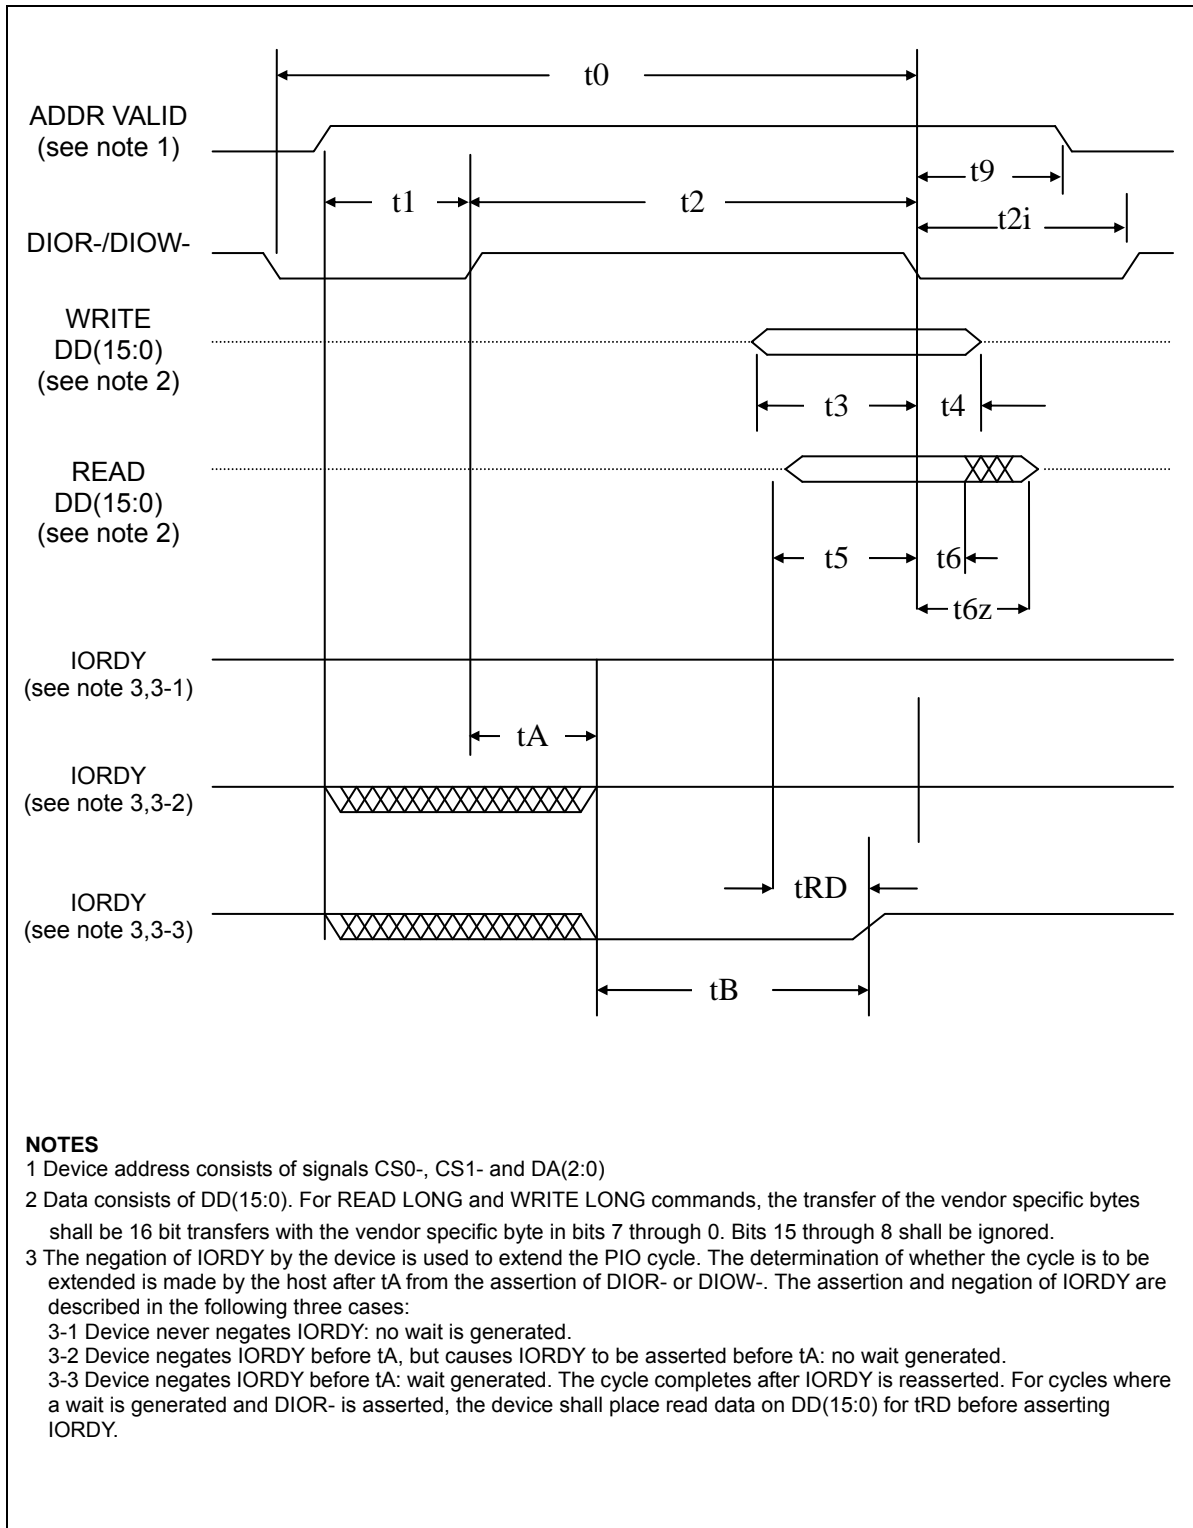 t0
ADDR VALID
(see note 1)
t9
t1
t2
t2i
DIOR-/DIOW-
WRITE
DD(15:0)
(see note 2)
t3
t4
READ
DD(15:0)
(see note 2)
t5
t6
t6z
IORDY
(see note 3,3-1)
tA
IORDY
(see note 3,3-2)
tRD
IORDY
(see note 3,3-3)
tB
NOTES
1 Device address consists of signals CS0-, CS1- and DA(2:0)
2 Data consists of DD(15:0). For READ LONG and WRITE LONG commands, the transfer of the vendor specific bytes
shall be 16 bit transfers with the vendor specific byte in bits 7 through 0. Bits 15 through 8 shall be ignored.
3 The negation of IORDY by the device is used to extend the PIO cycle. The determination of whether the cycle is to be
extended is made by the host after tA from the assertion of DIOR- or DIOW-. The assertion and negation of IORDY are
described in the following three cases:
3-1 Device never negates IORDY: no wait is generated.
3-2 Device negates IORDY before tA, but causes IORDY to be asserted before tA: no wait generated.
3-3 Device negates IORDY before tA: wait generated. The cycle completes after IORDY is reasserted. For cycles where
a wait is generated and DIOR- is asserted, the device shall place read data on DD(15:0) for tRD before asserting
IORDY.